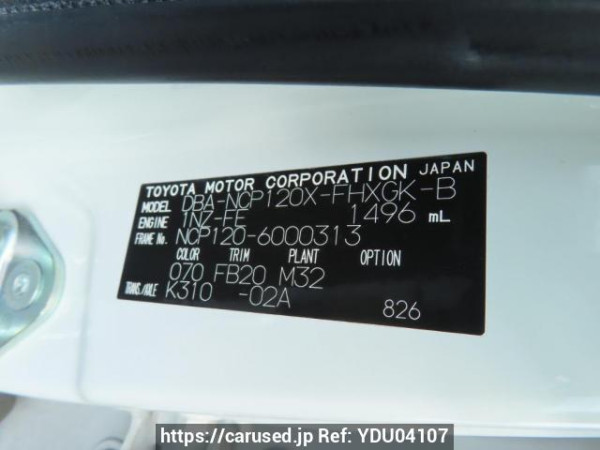 TOYOTA MOTOR CORPORATION JAPAN
MODEL DBA-NCP120X-FHXGK-B
ENGINE 1NZ-FE 1496 mL
FRAME No. NCP120-6000313
COLOR TRIM PLANT OPTION
070 FB20 M32
TRANS/AXLE K310 -02A
826
https://carused.jp Ref: YDU04107